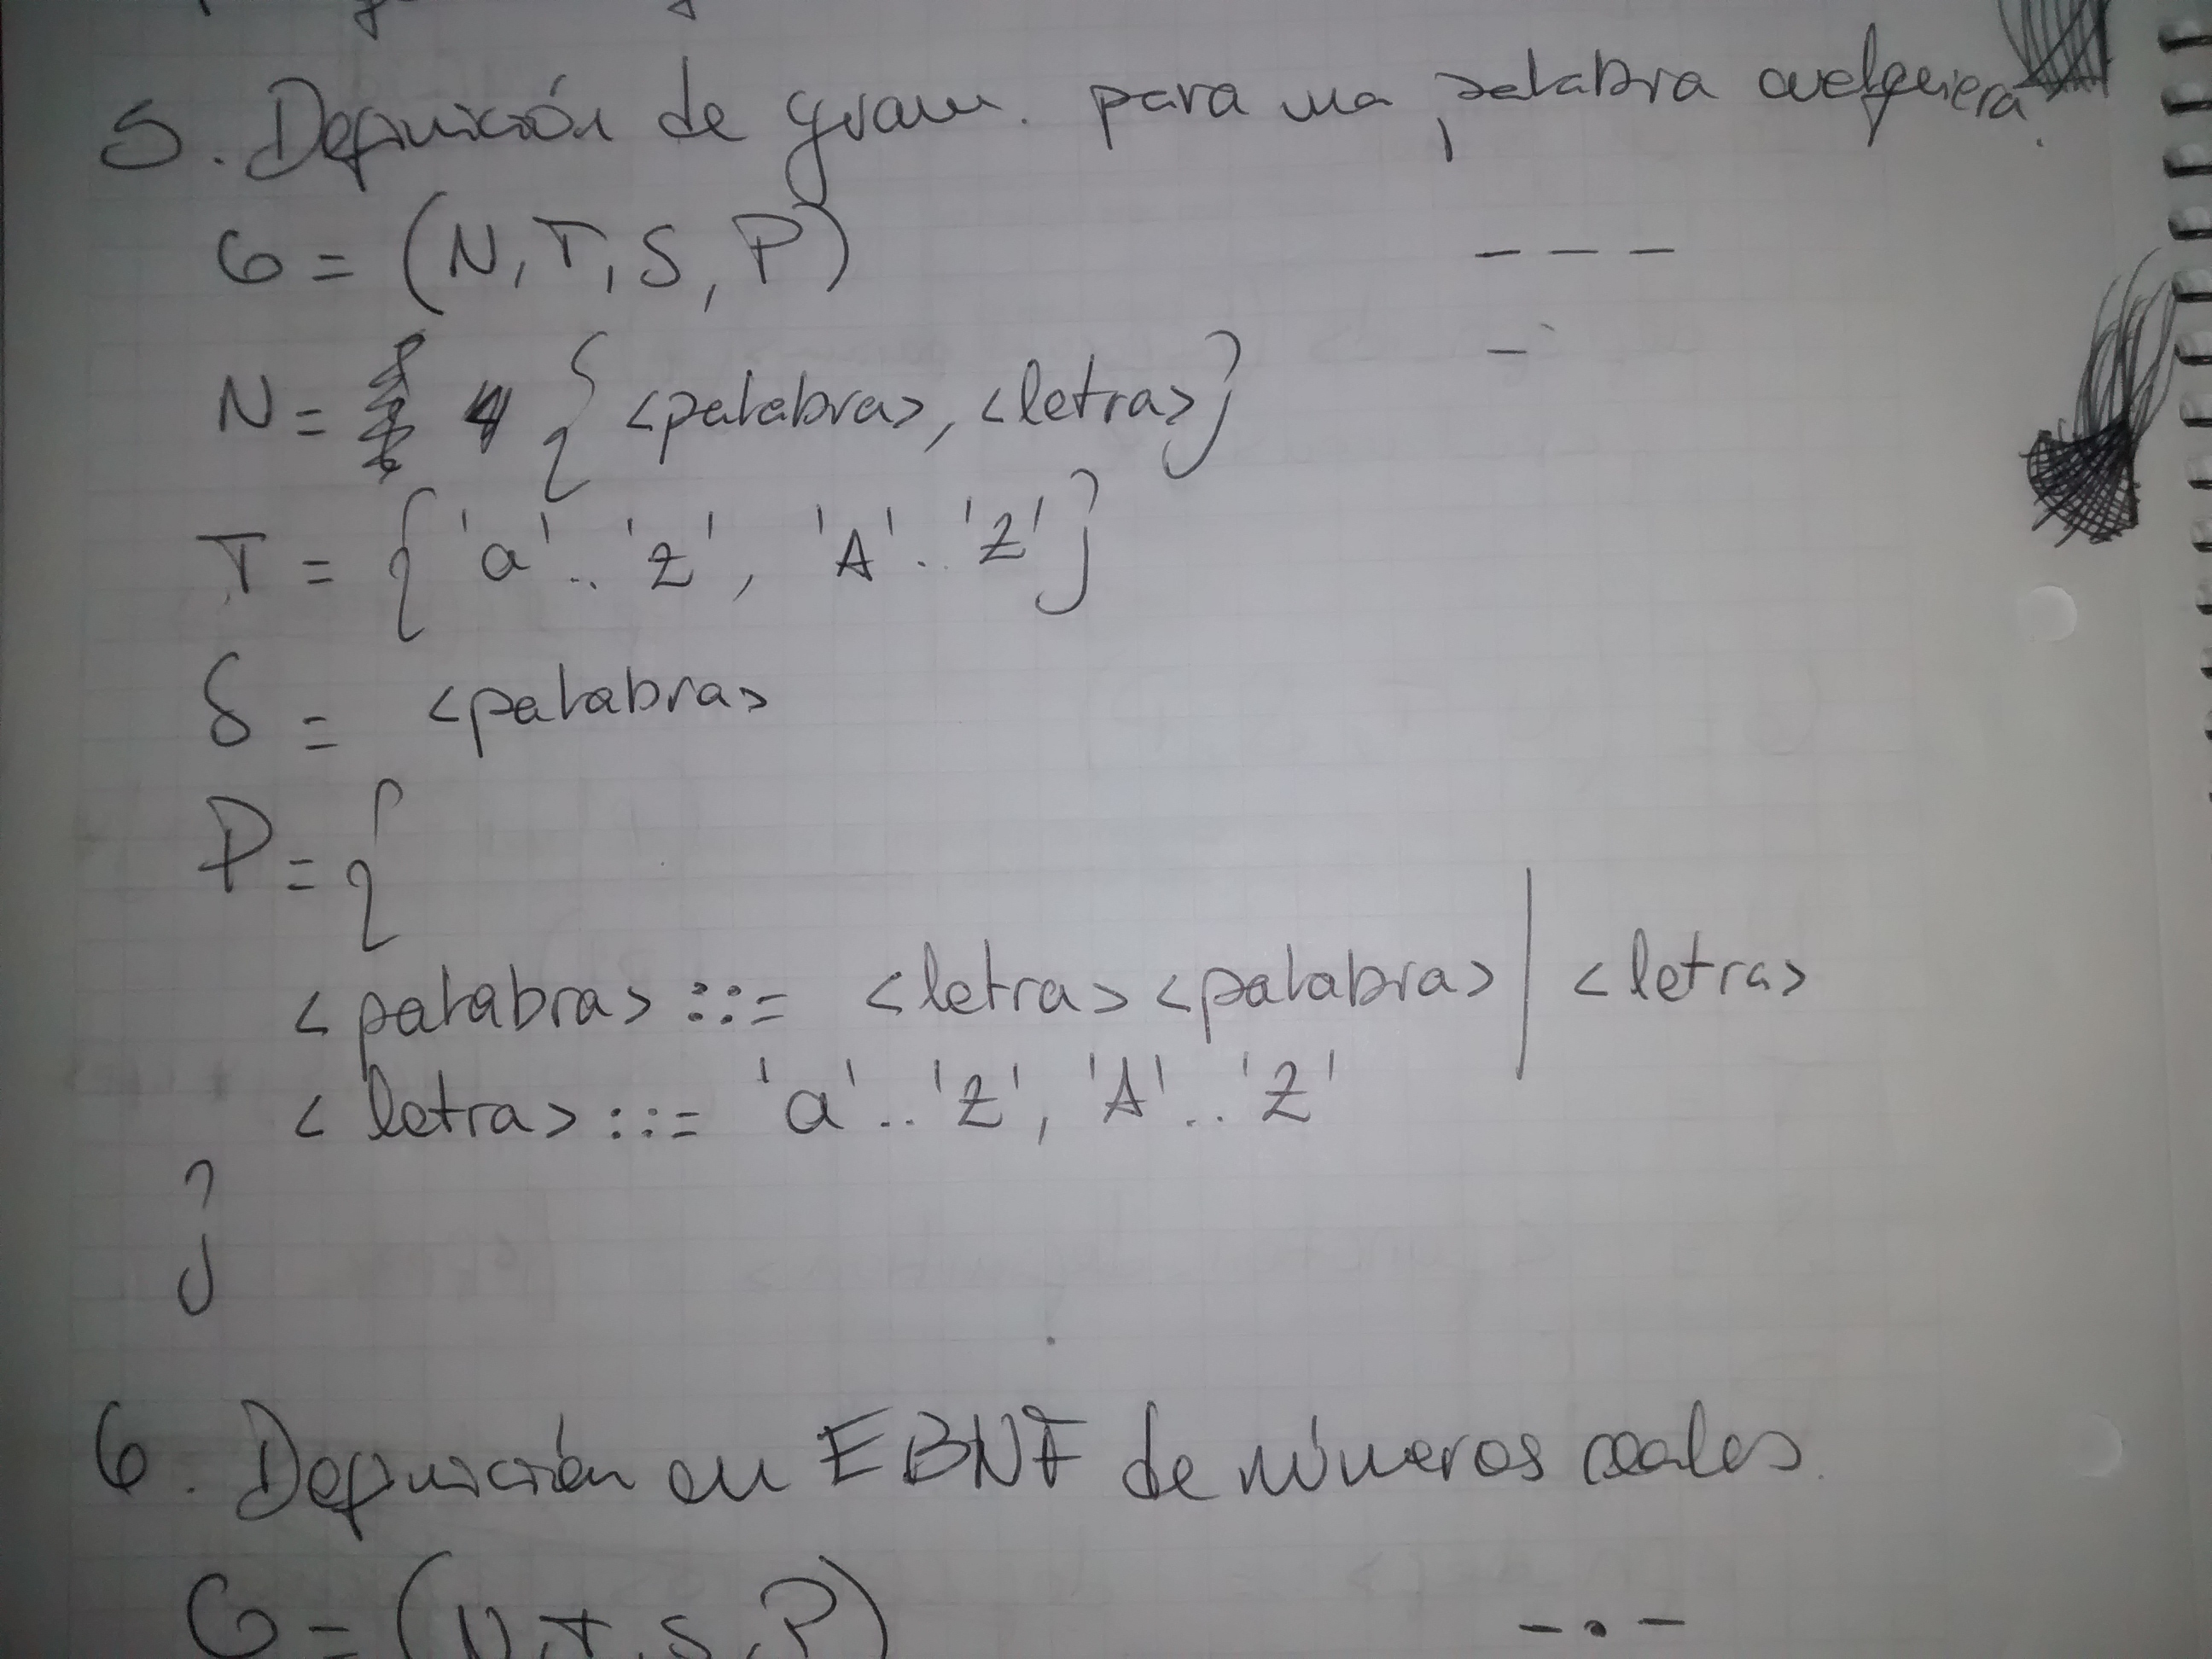 5. Definición de gram. para una palabra cualquiera.
G = (N, T, S, P)
- - -
-
N = { <palabra>, <letra> }
T = { 'a'..'z', 'A'..'Z' }
S = <palabra>
P = {
<palabra> ::= <letra><palabra> | <letra>
<letra> ::= 'a'..'z', 'A'..'Z'
}
6. Definición en EBNF de números reales.
G = (N, T, S, P)
- . -